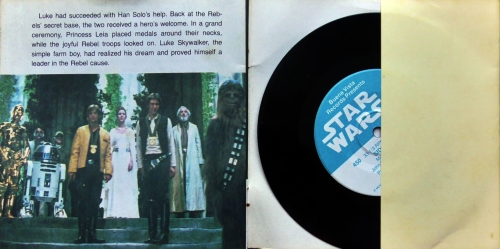 Luke had succeeded with Han Solo's help. Back at the Reb-
els' secret base, the two received a hero's welcome. In a grand
ceremony, Princess Leia placed medals around their necks,
while the joyful Rebel troops looked on. Luke Skywalker, the
simple farm boy, had realized his dream and proved himself a
leader in the Rebel cause.
Buena Vista
Records Presents
STAR
WARS
450